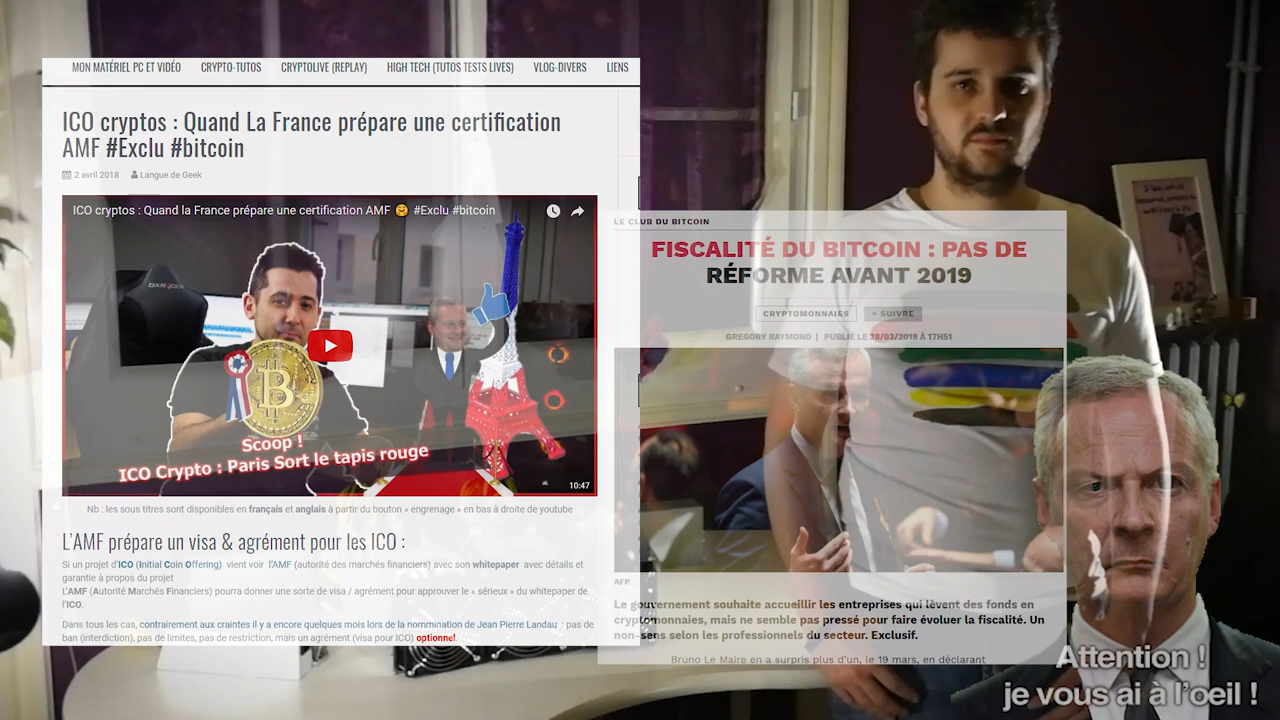 MON MATÉRIEL PC ET VIDÉO CRYPTO-TUTOS CRYPTOLIVE (REPLAY) HIGH TECH (TUTOS TESTS LIVES) VLOG-DIVERS LIENS
ICO cryptos : Quand La France prépare une certification
AMF #Exclu #bitcoin
2 avril 2018 Langue de Geek
ICO cryptos : Quand la France prépare une certification AMF 🤗 #Exclu #bitcoin
Scoop !
ICO Crypto : Paris Sort le tapis rouge
10:47
Nb : les sous titres sont disponibles en français et anglais à partir du bouton « engrenage » en bas à droite de youtube
L'AMF prépare un visa & agrément pour les ICO :
Si un projet d'ICO (Initial Coin Offering) vient voir l'AMF (autorité des marchés financiers) avec son whitepaper avec détails et
garantie à propos du projet
L'AMF (Autorité Marchés Financiers) pourra donner une sorte de visa / agrément pour approuver le « sérieux » du whitepaper de
l'ICO.
Dans tous les cas, contrairement aux craintes il y a encore quelques mois lors de la nommination de Jean Pierre Landau : pas de
ban (interdiction), pas de limites, pas de restriction, mais un agrément (visa pour ICO) optionnel
LE CLUB DU BITCOIN
FISCALITÉ DU BITCOIN : PAS DE
RÉFORME AVANT 2019
CRYPTOMONNAIES + SUIVRE
GREGORY RAYMOND | PUBLIÉ LE 28/03/2018 À 17H51
AFP
Le gouvernement souhaite accueillir les entreprises qui lèvent des fonds en
cryptomonnaies, mais ne semble pas pressé pour faire évoluer la fiscalité. Un
non-sens selon les professionnels du secteur. Exclusif.
Bruno Le Maire en a surpris plus d'un, le 19 mars, en déclarant
Attention !
je vous ai à l'oeil !